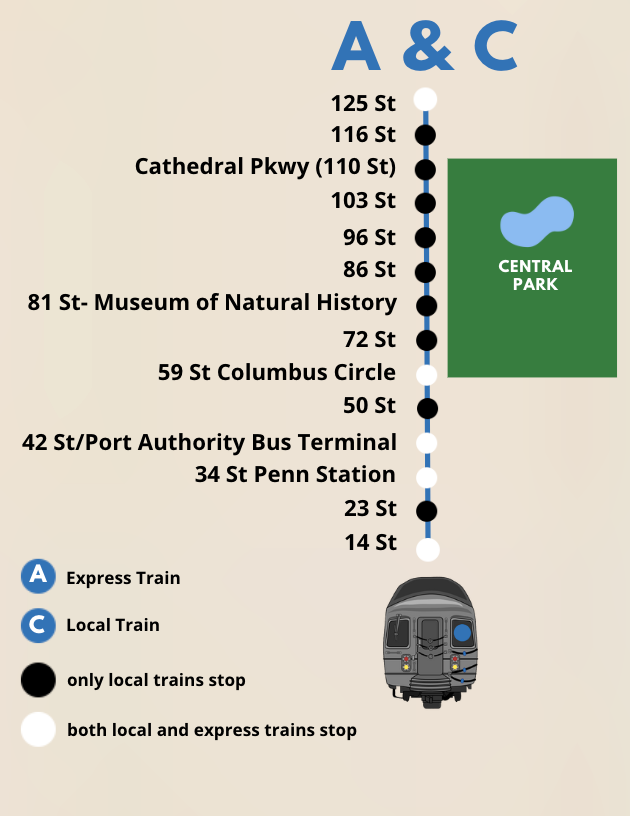 A & C
125 St
116 St
Cathedral Pkwy (110 St)
103 St
96 St
86 St
81 St- Museum of Natural History
72 St
59 St Columbus Circle
50 St
42 St/Port Authority Bus Terminal
34 St Penn Station
23 St
14 St
CENTRAL
PARK
A Express Train
C Local Train
only local trains stop
both local and express trains stop